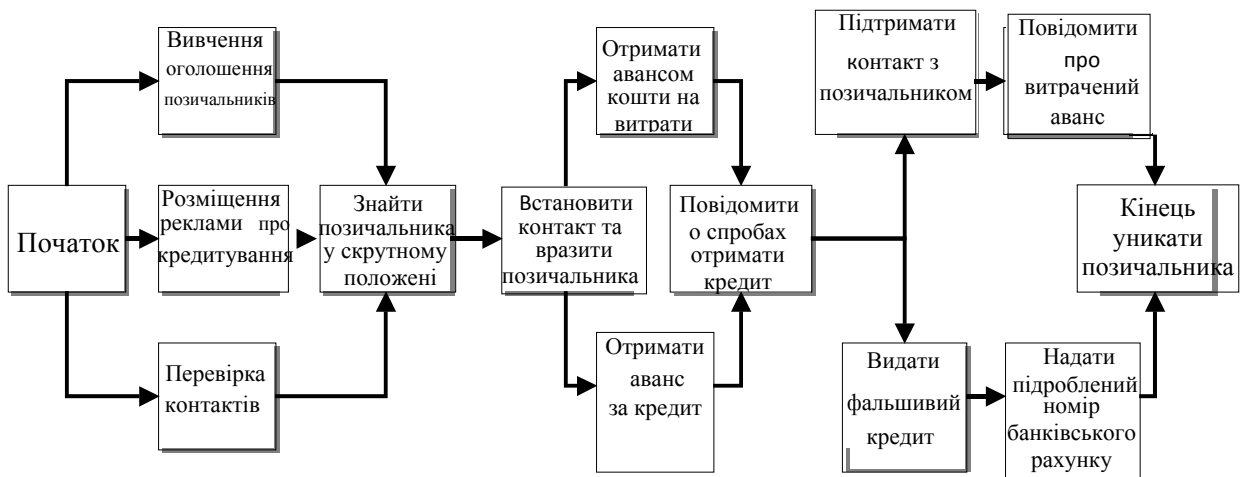 Початок
Вивчення
оголошення
позичальників
Розміщення
реклами про
кредитування
Перевірка
контактів
Знайти
позичальника
у скрутному
положені
Встановити
контакт та
вразити
позичальника
Отримати
авансом
кошти на
витрати
Отримати
аванс
за кредит
Повідомити
о спробах
отримати
кредит
Підтримати
контакт з
позичальником
Повідомити
про
витрачений
аванс
Видати
фальшивий
кредит
Надати
підроблений
номір
банківського
рахунку
Кінець
уникати
позичальника